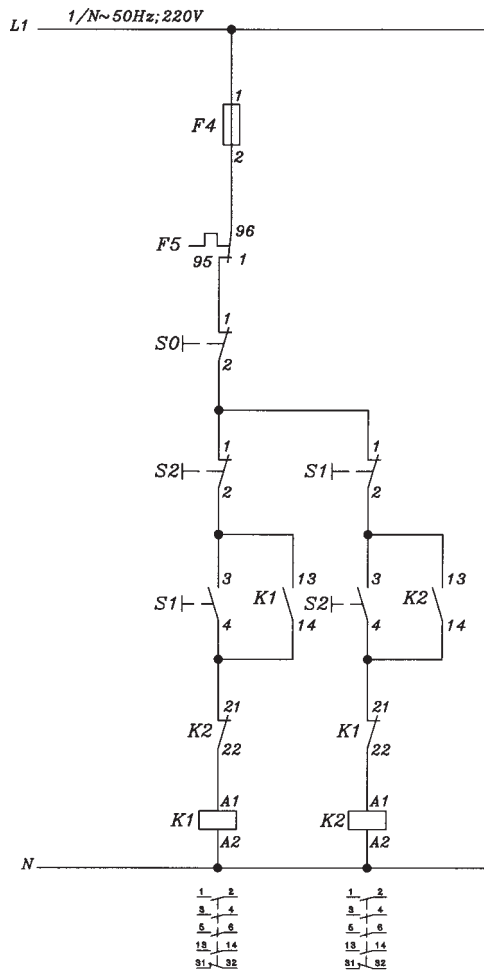 1/N~50Hz;220V
L1
1
F4
2
96
F5
95 1
1
S0
2
1 1
S2 S1
2 2
3 13 3 13
S1 K1 S2 K2
4 14 4 14
21 21
K2 K1
22 22
A1 A1
K1 K2
A2 A2
N
1 2 1 2
3 4 3 4
5 6 5 6
13 14 13 14
31 32 31 32